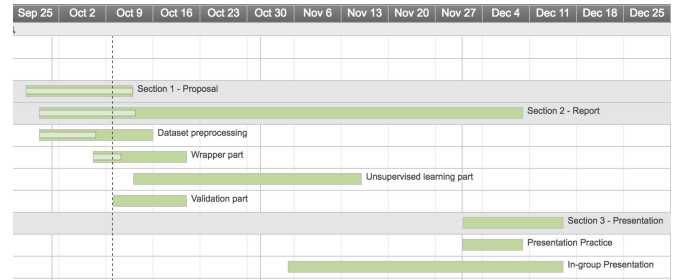 Sep 25 Oct 2 Oct 9 Oct 16 Oct 23 Oct 30 Nov 6 Nov 13 Nov 20 Nov 27 Dec 4 Dec 11 Dec 18 Dec 25
Section 1 - Proposal
Section 2 - Report
Dataset preprocessing
Wrapper part
Unsupervised learning part
Validation part
Section 3 - Presentation
Presentation Practice
In-group Presentation